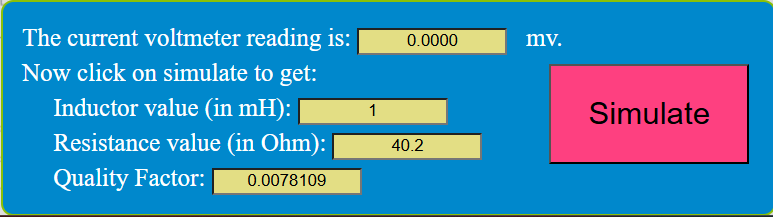 The current voltmeter reading is: 0.0000 mv.
Now click on simulate to get:
Inductor value (in mH): 1
Simulate
Resistance value (in Ohm): 40.2
Quality Factor: 0.0078109